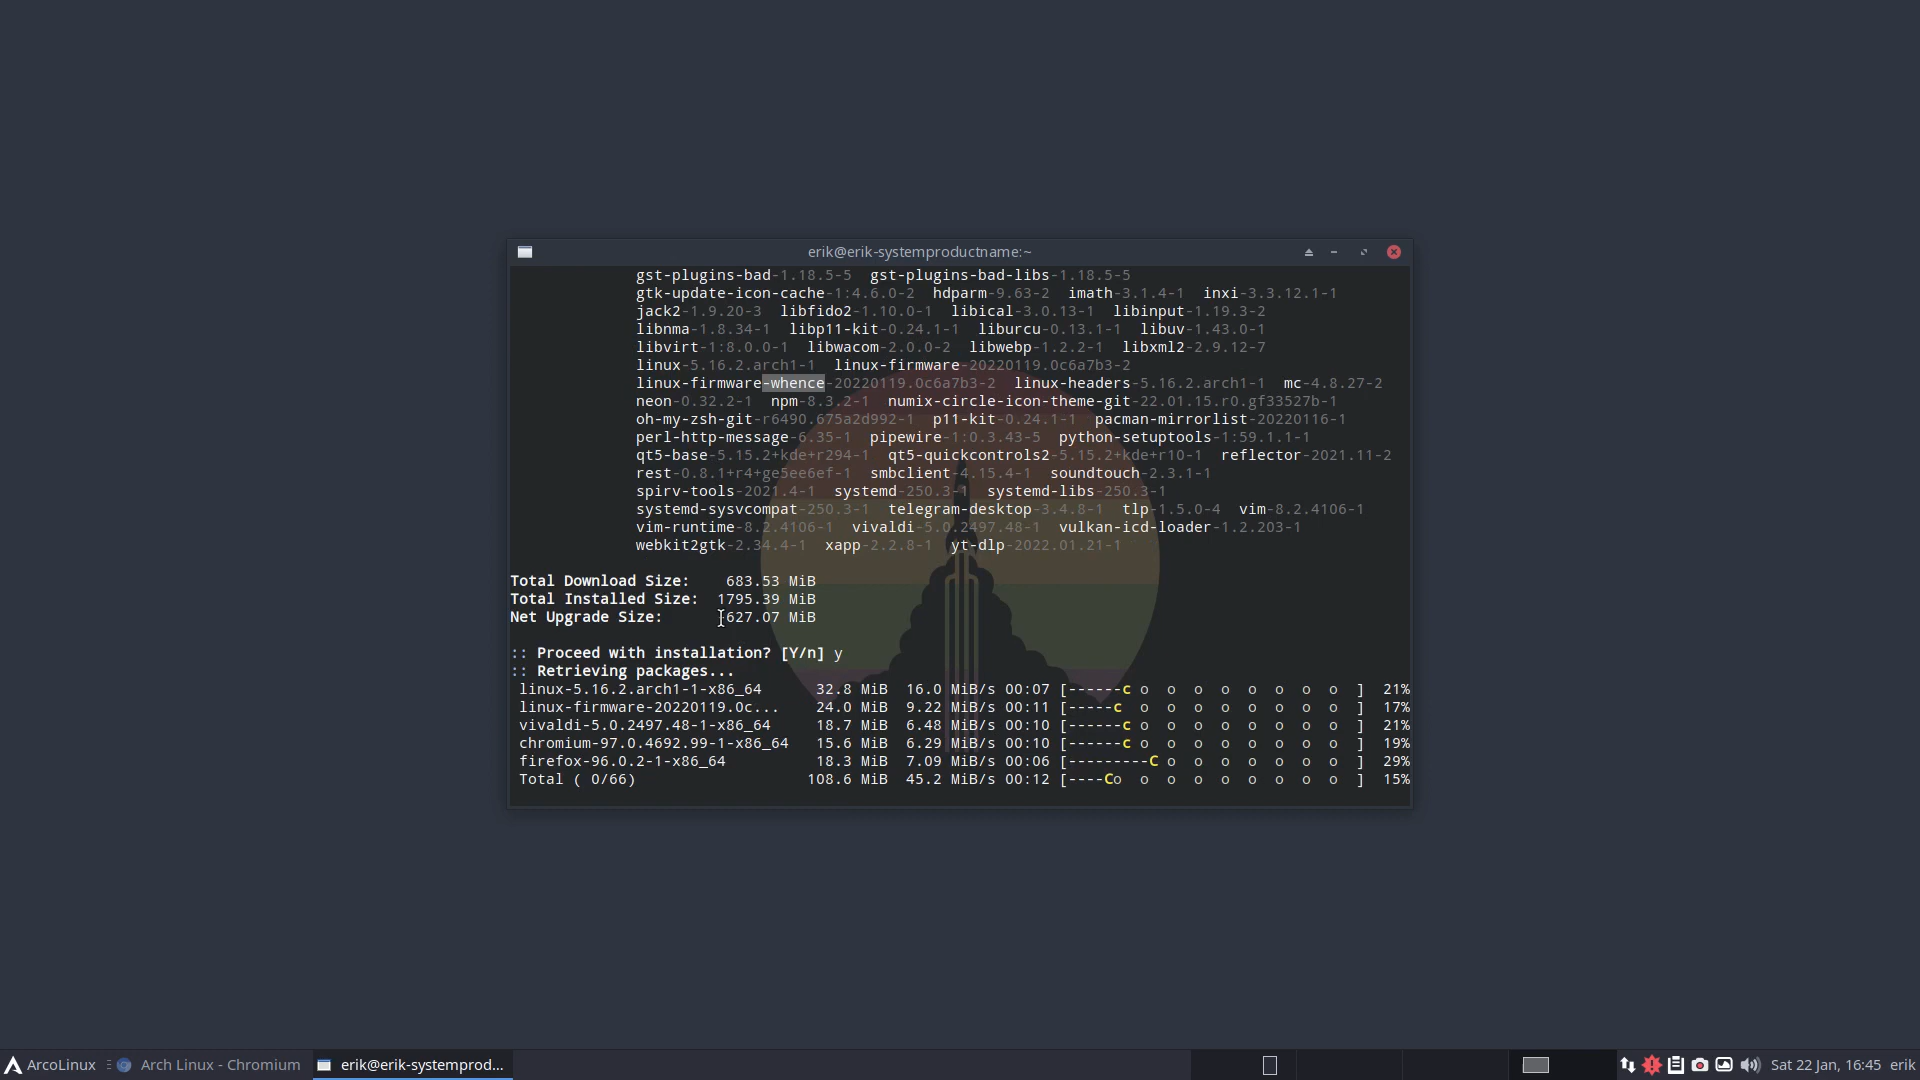 erik@erik-systemproductname:~
gst-plugins-bad-1.18.5-5  gst-plugins-bad-libs-1.18.5-5
gtk-update-icon-cache-1:4.6.0-2  hdparm-9.63-2  imath-3.1.4-1  inxi-3.3.12.1-1
jack2-1.9.20-3  libfido2-1.10.0-1  libical-3.0.13-1  libinput-1.19.3-2
libnma-1.8.34-1  libp11-kit-0.24.1-1  liburcu-0.13.1-1  libuv-1.43.0-1
libvirt-1:8.0.0-1  libwacom-2.0.0-2  libwebp-1.2.2-1  libxml2-2.9.12-7
linux-5.16.2.arch1-1  linux-firmware-20220119.0c6a7b3-2
linux-firmware-whence-20220119.0c6a7b3-2  linux-headers-5.16.2.arch1-1  mc-4.8.27-2
neon-0.32.2-1  npm-8.3.2-1  numix-circle-icon-theme-git-22.01.15.r0.gf33527b-1
oh-my-zsh-git-r6490.675a2d992-1  p11-kit-0.24.1-1  pacman-mirrorlist-20220116-1
perl-http-message-6.35-1  pipewire-1:0.3.43-5  python-setuptools-1:59.1.1-1
qt5-base-5.15.2+kde+r294-1  qt5-quickcontrols2-5.15.2+kde+r10-1  reflector-2021.11-2
rest-0.8.1+r4+ge5ee6ef-1  smbclient-4.15.4-1  soundtouch-2.3.1-1
spirv-tools-2021.4-1  systemd-250.3-1  systemd-libs-250.3-1
systemd-sysvcompat-250.3-1  telegram-desktop-3.4.8-1  tlp-1.5.0-4  vim-8.2.4106-1
vim-runtime-8.2.4106-1  vivaldi-5.0.2497.48-1  vulkan-icd-loader-1.2.203-1
webkit2gtk-2.34.4-1  xapp-2.2.8-1  yt-dlp-2022.01.21-1
Total Download Size:    683.53 MiB
Total Installed Size:  1795.39 MiB
Net Upgrade Size:       627.07 MiB
:: Proceed with installation? [Y/n] y
:: Retrieving packages...
linux-5.16.2.arch1-1-x86_64      32.8 MiB  16.0 MiB/s 00:07 [------c o  o  o  o  o  o  o  o  ]  21%
linux-firmware-20220119.0c...    24.0 MiB  9.22 MiB/s 00:11 [-----c  o  o  o  o  o  o  o  o  ]  17%
vivaldi-5.0.2497.48-1-x86_64     18.7 MiB  6.48 MiB/s 00:10 [------c o  o  o  o  o  o  o  o  ]  21%
chromium-97.0.4692.99-1-x86_64   15.6 MiB  6.29 MiB/s 00:10 [------c o  o  o  o  o  o  o  o  ]  19%
firefox-96.0.2-1-x86_64          18.3 MiB  7.09 MiB/s 00:06 [---------C o  o  o  o  o  o  o  ]  29%
Total ( 0/66)                   108.6 MiB  45.2 MiB/s 00:12 [----Co  o  o  o  o  o  o  o  o  ]  15%
ArcoLinux  Arch Linux - Chromium  erik@erik-systemprod...  Sat 22 Jan, 16:45  erik